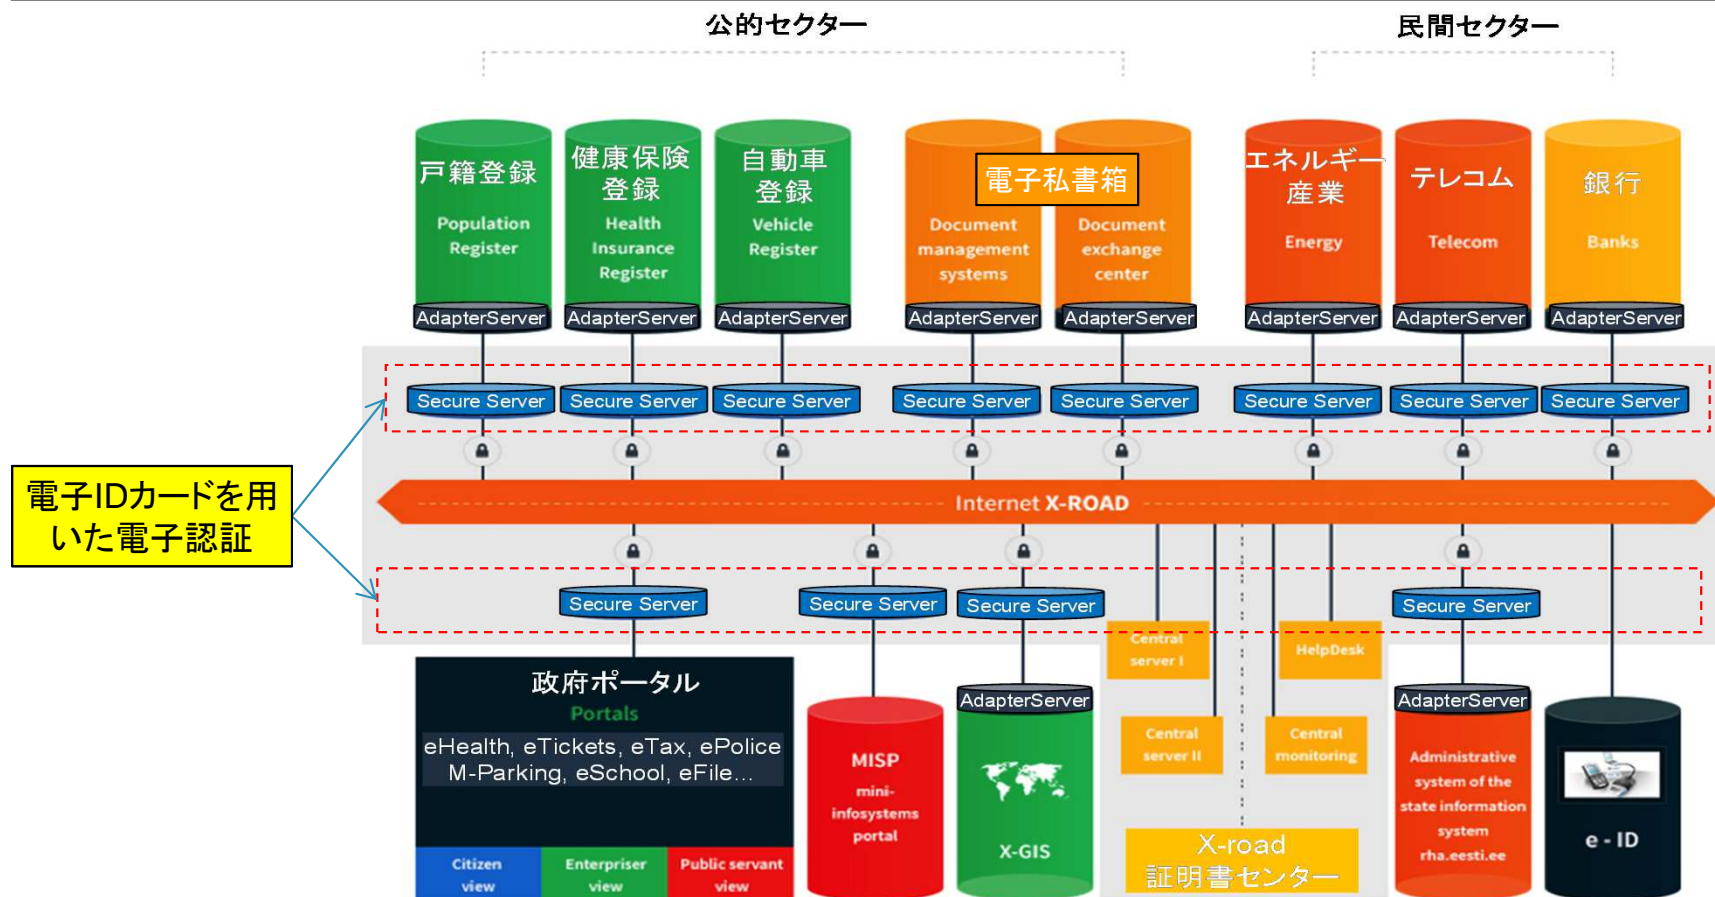 公的セクター
民間セクター
戸籍登録
Population
Register
AdapterServer
健康保険
登録
Health
Insurance
Register
AdapterServer
自動車
登録
Vehicle
Register
AdapterServer
電子私書箱
Document
management
systems
AdapterServer
Document
exchange
center
AdapterServer
エネルギー
産業
Energy
AdapterServer
テレコム
Telecom
AdapterServer
銀行
Banks
AdapterServer
Secure Server
Secure Server
Secure Server
Secure Server
Secure Server
Secure Server
Secure Server
Secure Server
電子IDカードを用
いた電子認証
Internet X-ROAD
Secure Server
Secure Server
Secure Server
Secure Server
政府ポータル
Portals
eHealth, eTickets, eTax, ePolice
M-Parking, eSchool, eFile...
Citizen
view
Enterpriser
view
Public servant
view
MISP
mini-
infosystems
portal
AdapterServer
X-GIS
Central
server I
Central
server II
HelpDesk
Central
monitoring
X-road
証明書センター
AdapterServer
Administrative
system of the
state information
system
rha.eesti.ee
e - ID